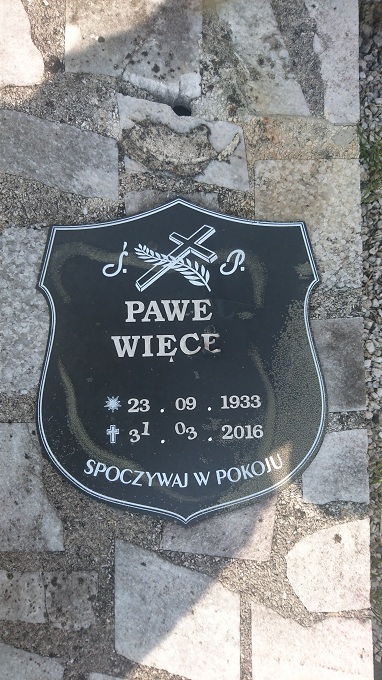 Ś. P.
PAWE
WIĘCE
23 . 09 . 1933
31 . 03 . 2016
SPOCZYWAJ W POKOJU